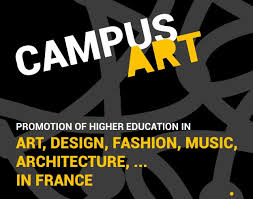 CAMPUS
ART
PROMOTION OF HIGHER EDUCATION IN
ART, DESIGN, FASHION, MUSIC,
ARCHITECTURE, ...
IN FRANCE